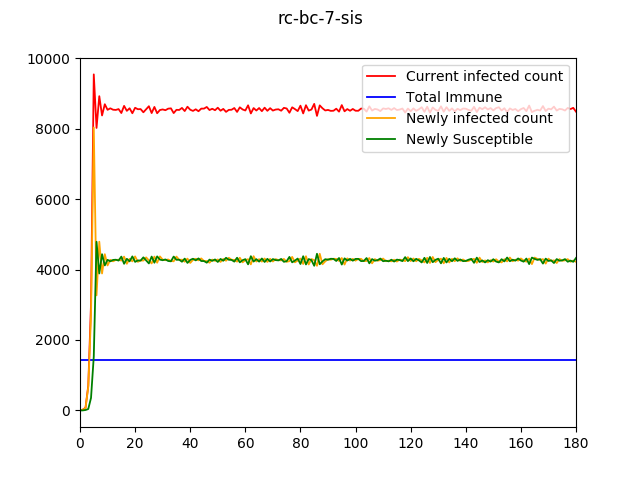 rc-bc-7-sis
10000
8000
6000
4000
2000
0
Current infected count
Total Immune
Newly infected count
Newly Susceptible
0 20 40 60 80 100 120 140 160 180